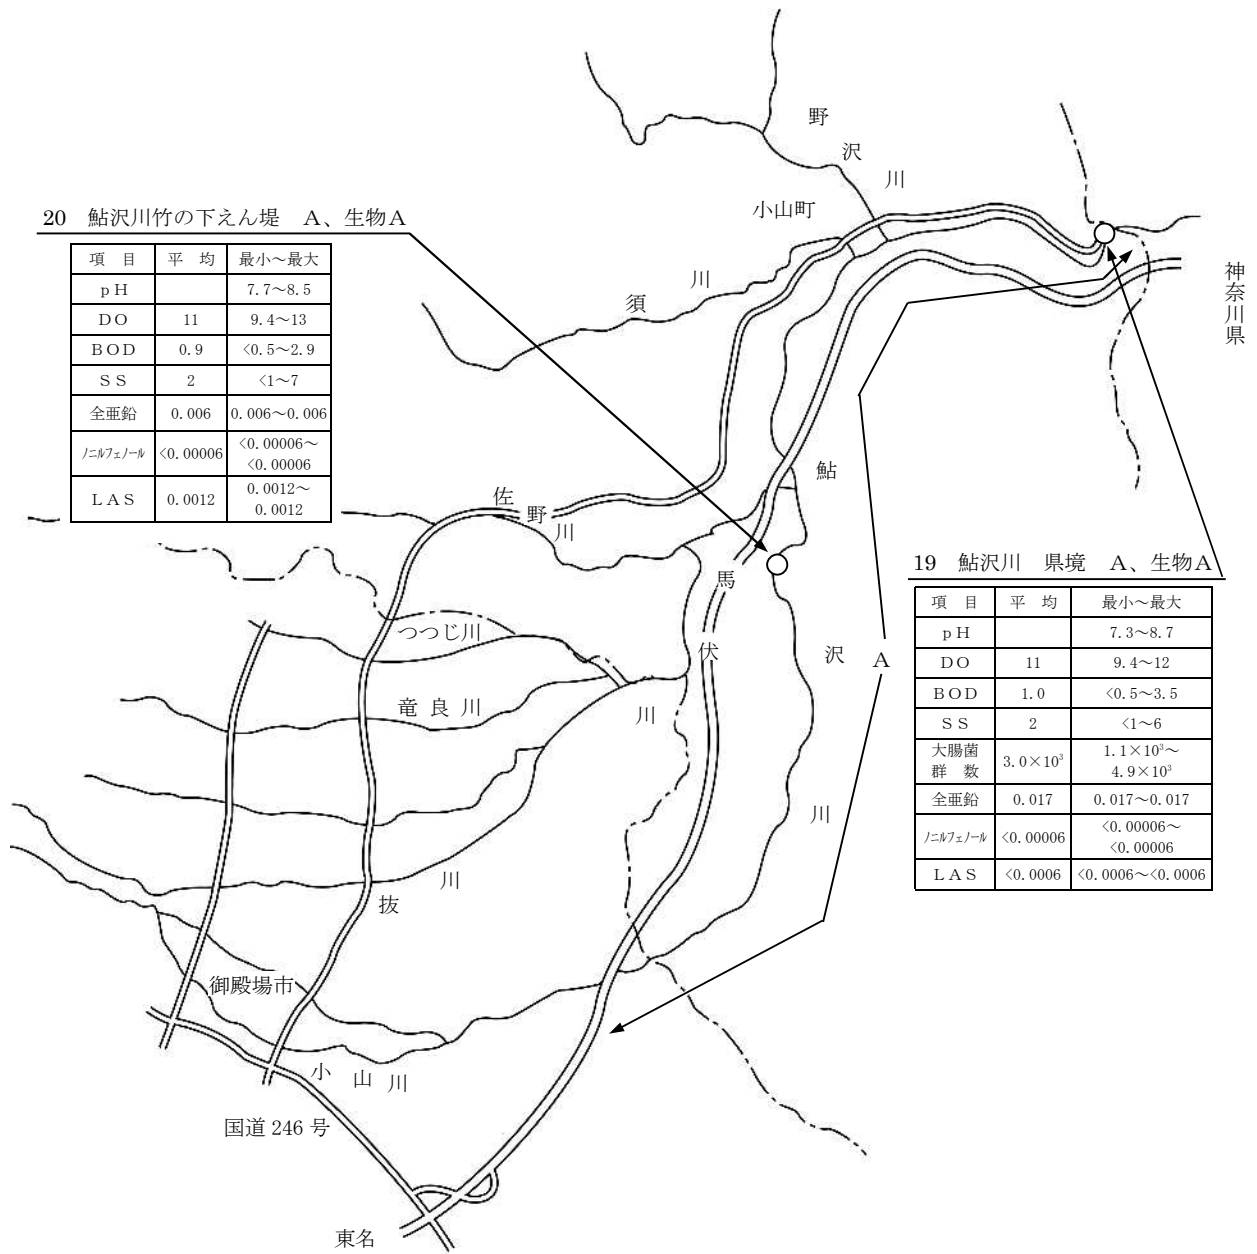 野沢川
小山町
須川
神奈川県
20 鮎沢川竹の下えん堤 A、生物A
項 目 平 均 最小～最大
pH 7.7～8.5
DO 11 9.4～13
BOD 0.9 <0.5～2.9
SS 2 <1～7
全亜鉛 0.006 0.006～0.006
ノニルフェノール <0.00006 <0.00006～
<0.00006
LAS 0.0012 0.0012～
0.0012
佐野川
鮎沢川
馬伏川
A
19 鮎沢川 県境 A、生物A
項 目 平 均 最小～最大
pH 7.3～8.7
DO 11 9.4～12
BOD 1.0 <0.5～3.5
SS 2 <1～6
大腸菌
群 数 3.0×10³ 1.1×10³～
4.9×10³
全亜鉛 0.017 0.017～0.017
ノニルフェノール <0.00006 <0.00006～
<0.00006
LAS <0.0006 <0.0006～<0.0006
つつじ川
竜良川
抜川
御殿場市
小山川
国道246号
東名